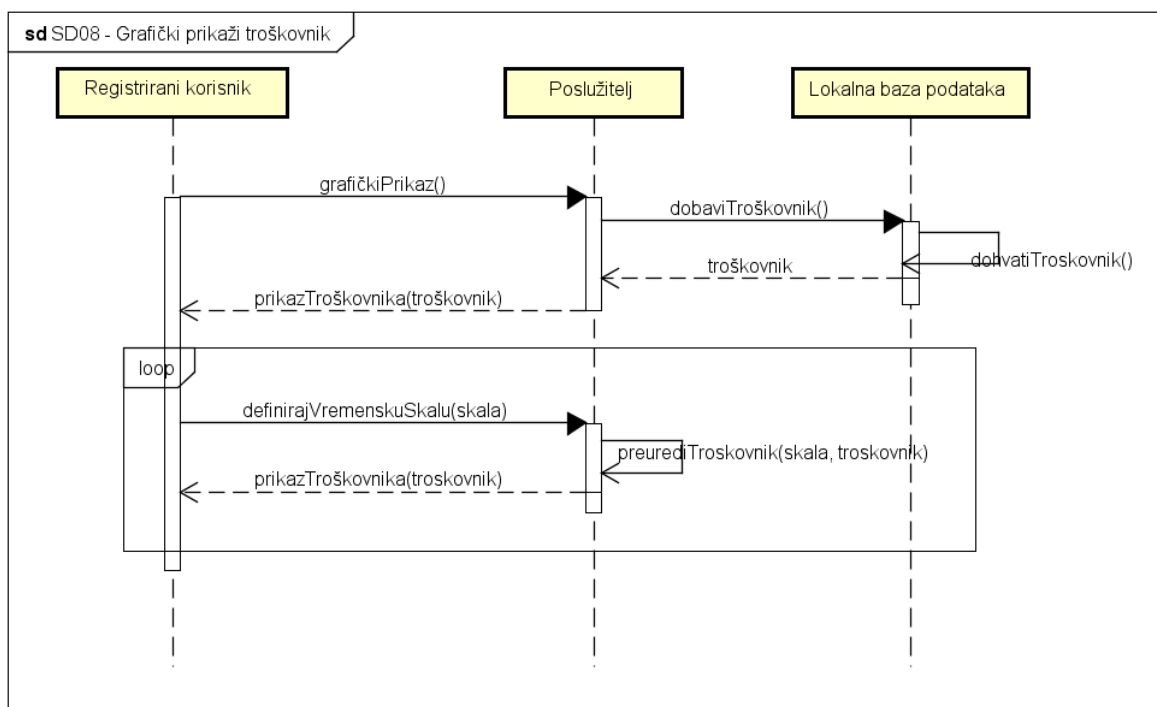 sd SD08 - Grafički prikaži troškovnik
Registrirani korisnik
Poslužitelj
Lokalna baza podataka
grafičkiPrikaz()
dobaviTroškovnik()
dohvatiTroskovnik()
troškovnik
prikazTroškovnika(troškovnik)
loop
definirajVremenskuSkalu(skala)
preurediTroskovnik(skala, troskovnik)
prikazTroškovnika(troskovnik)